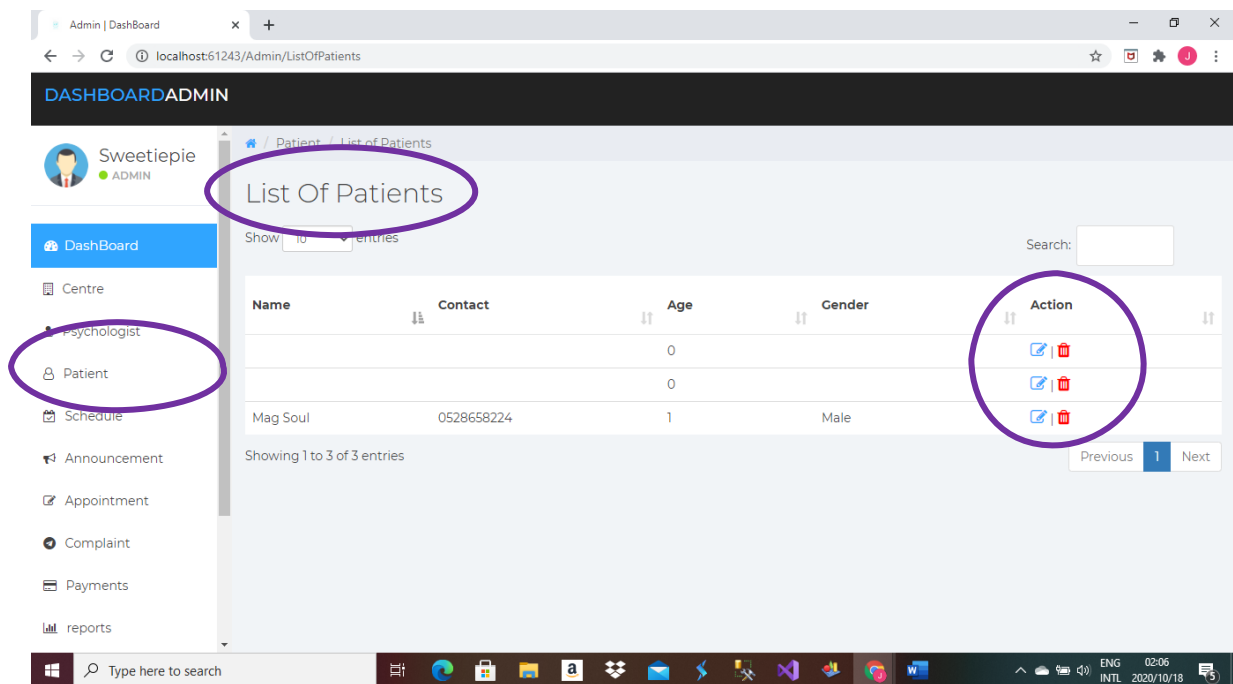 Admin | DashBoard
localhost:61243/Admin/ListOfPatients
J
DASHBOARDADMIN
Sweetiepie
ADMIN
/ Patient / List of Patients
List Of Patients
Show 10 entries
Search:
DashBoard
Centre
Psychologist
Patient
Schedule
Announcement
Appointment
Complaint
Payments
reports
Name Contact Age Gender Action
0 |
0 |
Mag Soul 0528658224 1 Male |
Showing 1 to 3 of 3 entries
Previous 1 Next
Type here to search
ENG 02:06
INTL 2020/10/18
5